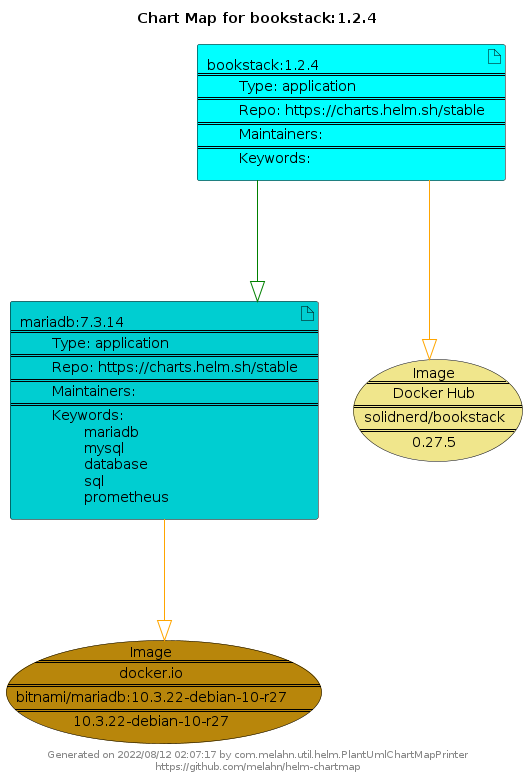 Chart Map for bookstack:1.2.4
bookstack:1.2.4
Type: application
Repo: https://charts.helm.sh/stable
Maintainers:
Keywords:
mariadb:7.3.14
Type: application
Repo: https://charts.helm.sh/stable
Maintainers:
Keywords:
mariadb
mysql
database
sql
prometheus
Image
Docker Hub
solidnerd/bookstack
0.27.5
Image
docker.io
bitnami/mariadb:10.3.22-debian-10-r27
10.3.22-debian-10-r27
Generated on 2022/08/12 02:07:17 by com.melahn.util.helm.PlantUmlChartMapPrinter
https://github.com/melahn/helm-chartmap